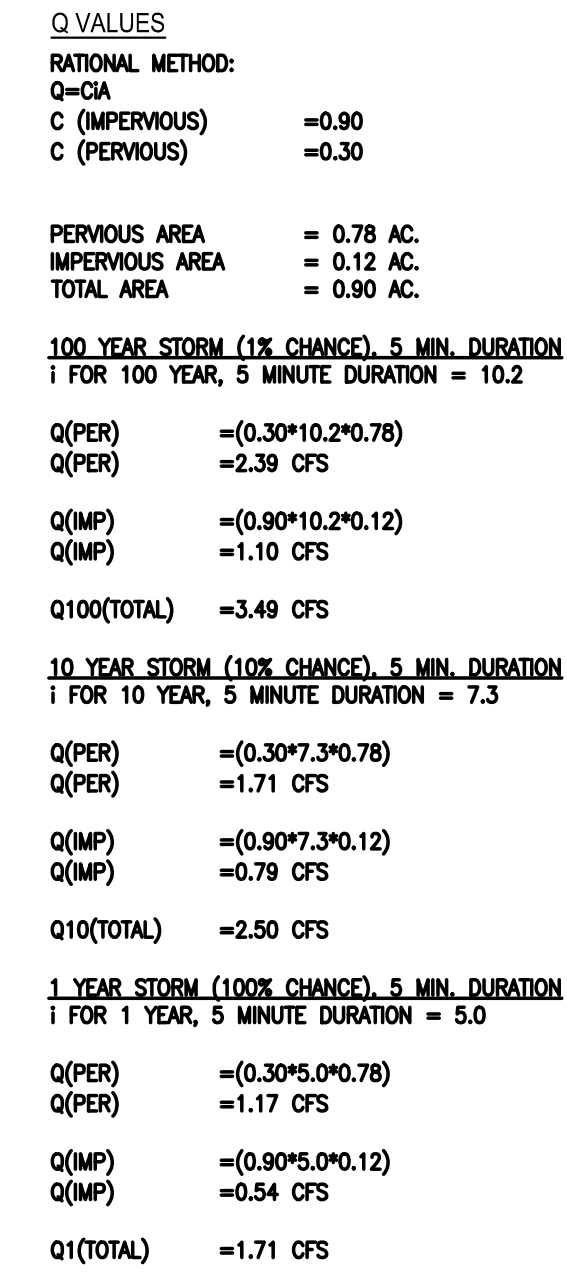 Q VALUES
RATIONAL METHOD:
Q=CiA
C (IMPERVIOUS) =0.90
C (PERVIOUS) =0.30
PERVIOUS AREA = 0.78 AC.
IMPERVIOUS AREA = 0.12 AC.
TOTAL AREA = 0.90 AC.
100 YEAR STORM (1% CHANCE), 5 MIN. DURATION
i FOR 100 YEAR, 5 MINUTE DURATION = 10.2
Q(PER) =(0.30*10.2*0.78)
Q(PER) =2.39 CFS
Q(IMP) =(0.90*10.2*0.12)
Q(IMP) =1.10 CFS
Q100(TOTAL) =3.49 CFS
10 YEAR STORM (10% CHANCE), 5 MIN. DURATION
i FOR 10 YEAR, 5 MINUTE DURATION = 7.3
Q(PER) =(0.30*7.3*0.78)
Q(PER) =1.71 CFS
Q(IMP) =(0.90*7.3*0.12)
Q(IMP) =0.79 CFS
Q10(TOTAL) =2.50 CFS
1 YEAR STORM (100% CHANCE), 5 MIN. DURATION
i FOR 1 YEAR, 5 MINUTE DURATION = 5.0
Q(PER) =(0.30*5.0*0.78)
Q(PER) =1.17 CFS
Q(IMP) =(0.90*5.0*0.12)
Q(IMP) =0.54 CFS
Q1(TOTAL) =1.71 CFS